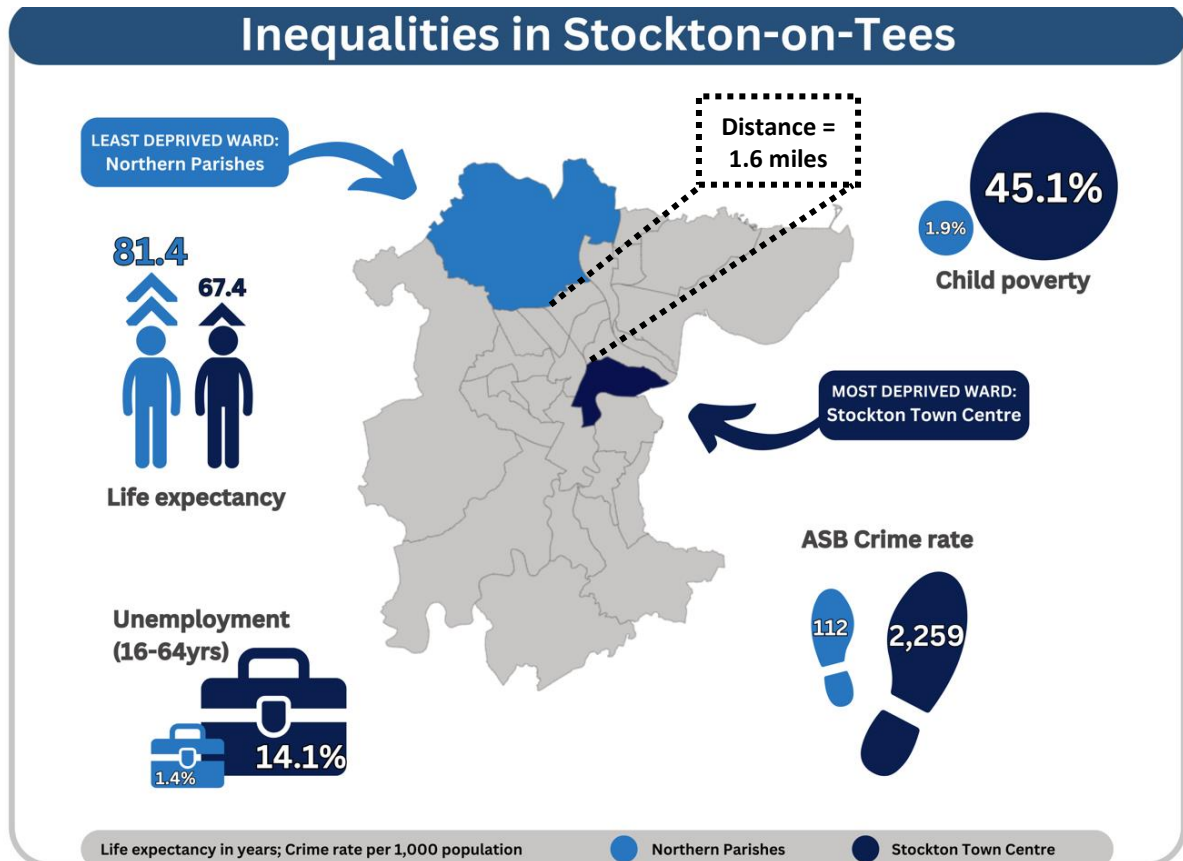 Inequalities in Stockton-on-Tees
LEAST DEPRIVED WARD:
Northern Parishes
Distance =
1.6 miles
45.1%
1.9%
Child poverty
81.4
67.4
Life expectancy
MOST DEPRIVED WARD:
Stockton Town Centre
ASB Crime rate
112
2,259
Unemployment
(16-64yrs)
14.1%
1.4%
Life expectancy in years; Crime rate per 1,000 population
Northern Parishes
Stockton Town Centre